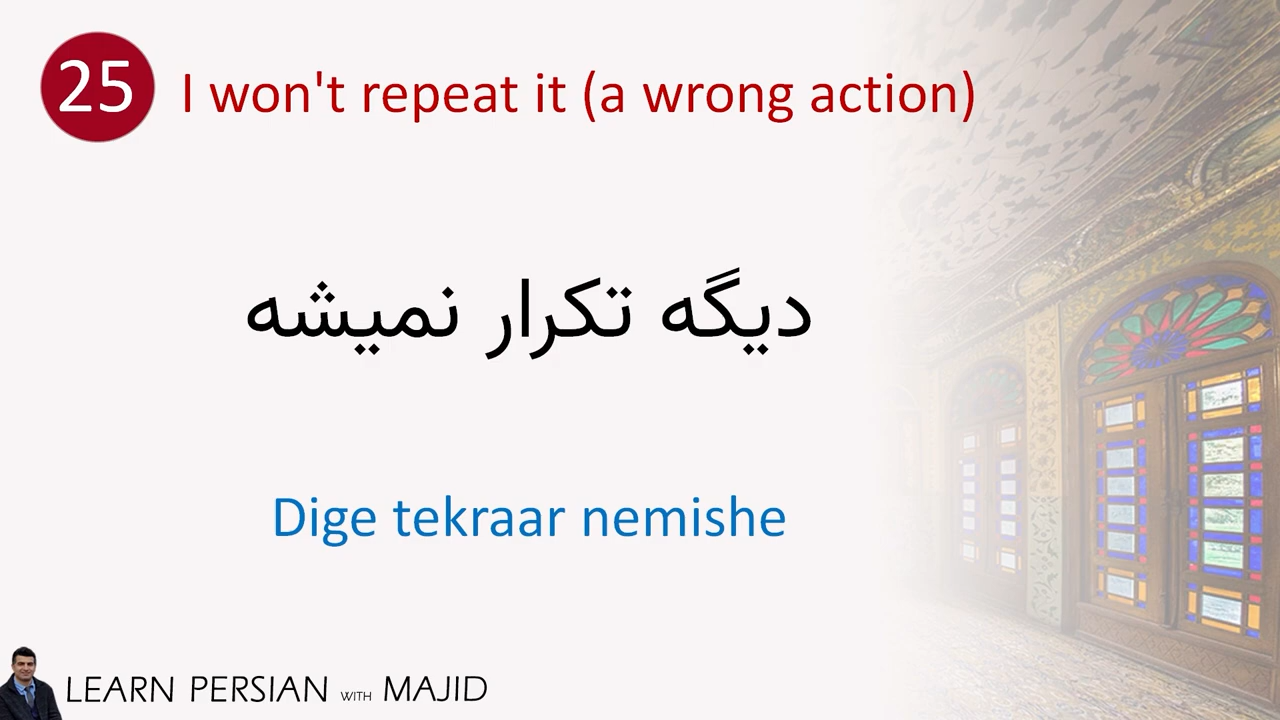 25 I won't repeat it (a wrong action)
دیگه تکرار نمیشه
Dige tekraar nemishe
LEARN PERSIAN WITH MAJID